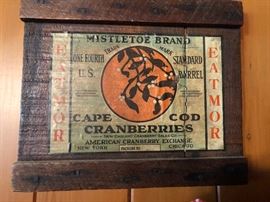 MISTLETOE BRAND
TRADE MARK
ONE FOURTH STANDARD
U.S. BARREL
EATMOR
EATMOR
CAPE COD
CRANBERRIES
NEW ENGLAND CRANBERRY SALES CO.
AMERICAN CRANBERRY EXCHANGE
NEW YORK CHICAGO